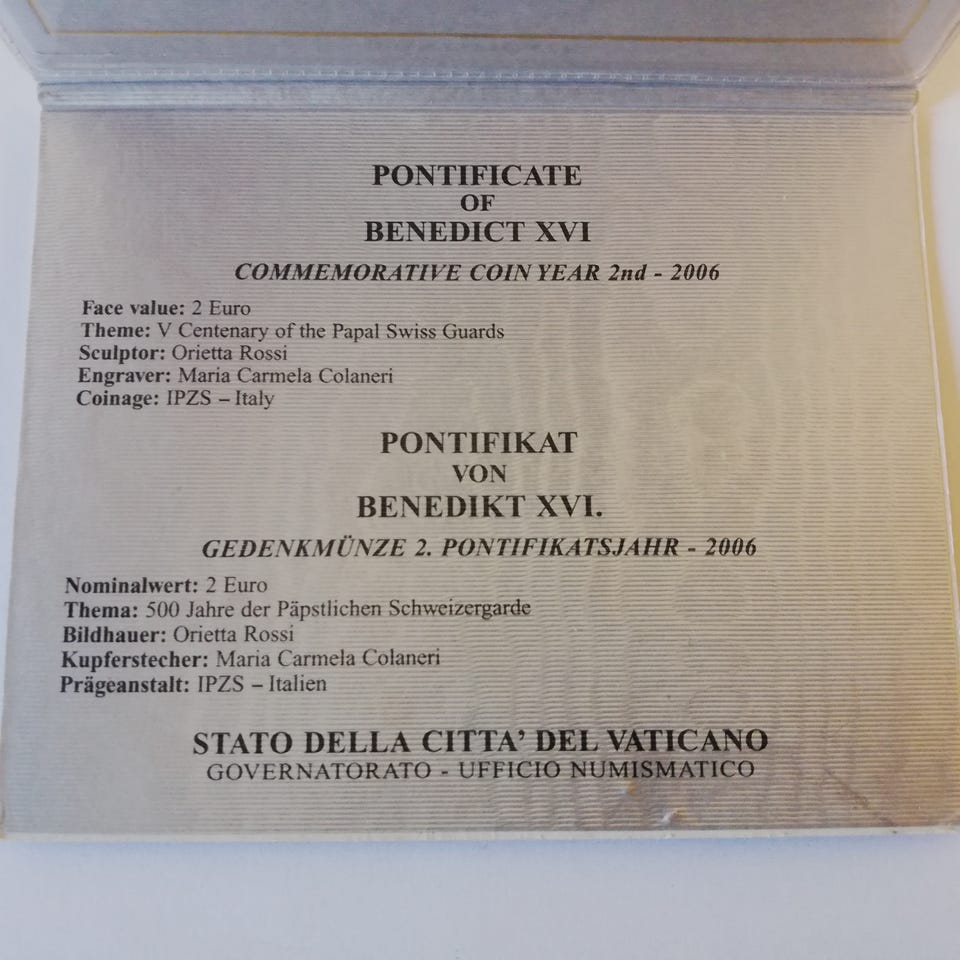 PONTIFICATE
OF
BENEDICT XVI
COMMEMORATIVE COIN YEAR 2nd - 2006
Face value: 2 Euro
Theme: V Centenary of the Papal Swiss Guards
Sculptor: Orietta Rossi
Engraver: Maria Carmela Colaneri
Coinage: IPZS – Italy
PONTIFIKAT
VON
BENEDIKT XVI.
GEDENKMÜNZE 2. PONTIFIKATSJAHR - 2006
Nominalwert: 2 Euro
Thema: 500 Jahre der Päpstlichen Schweizergarde
Bildhauer: Orietta Rossi
Kupferstecher: Maria Carmela Colaneri
Prägeanstalt: IPZS – Italien
STATO DELLA CITTA’ DEL VATICANO
GOVERNATORATO - UFFICIO NUMISMATICO